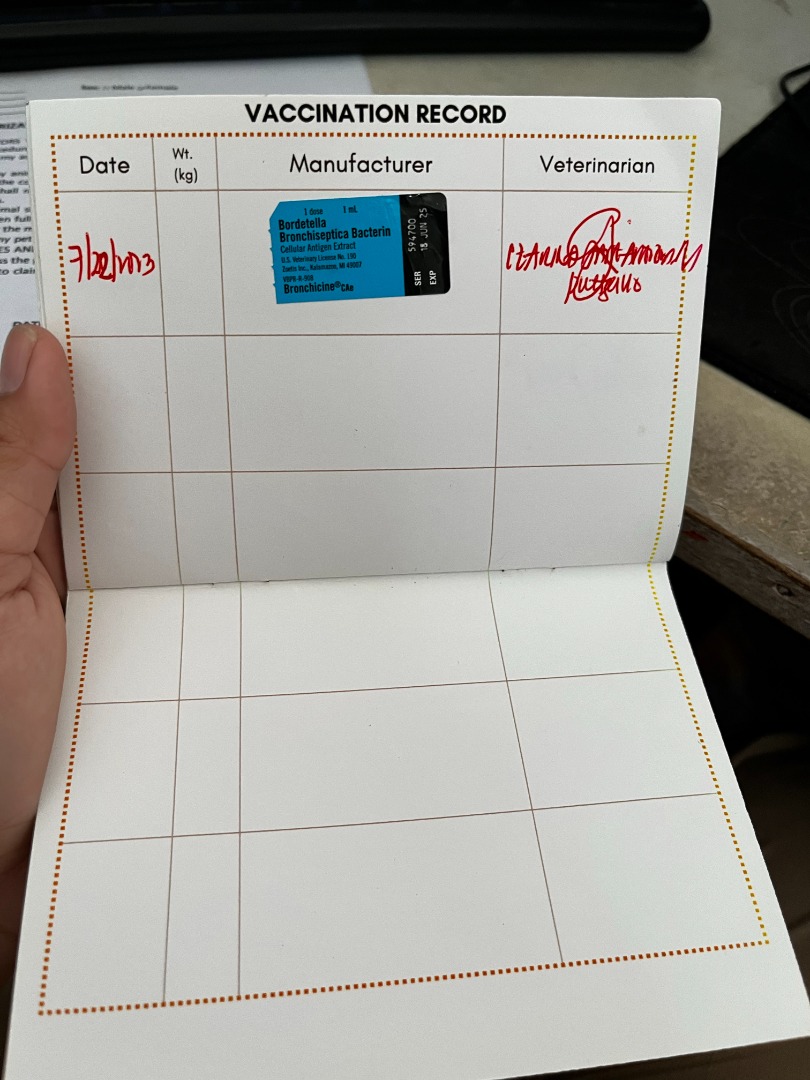 VACCINATION RECORD
Date
Wt.
(kg)
Manufacturer
Veterinarian
7/22/2023
1 dose 1 mL
Bordetella
Bronchiseptica Bacterin
Cellular Antigen Extract
U.S. Veterinary License No. 190
Zoetis Inc., Kalamazoo, MI 49007
Bronchicine®CAe
SER 594700
EXP 18 JUN 25